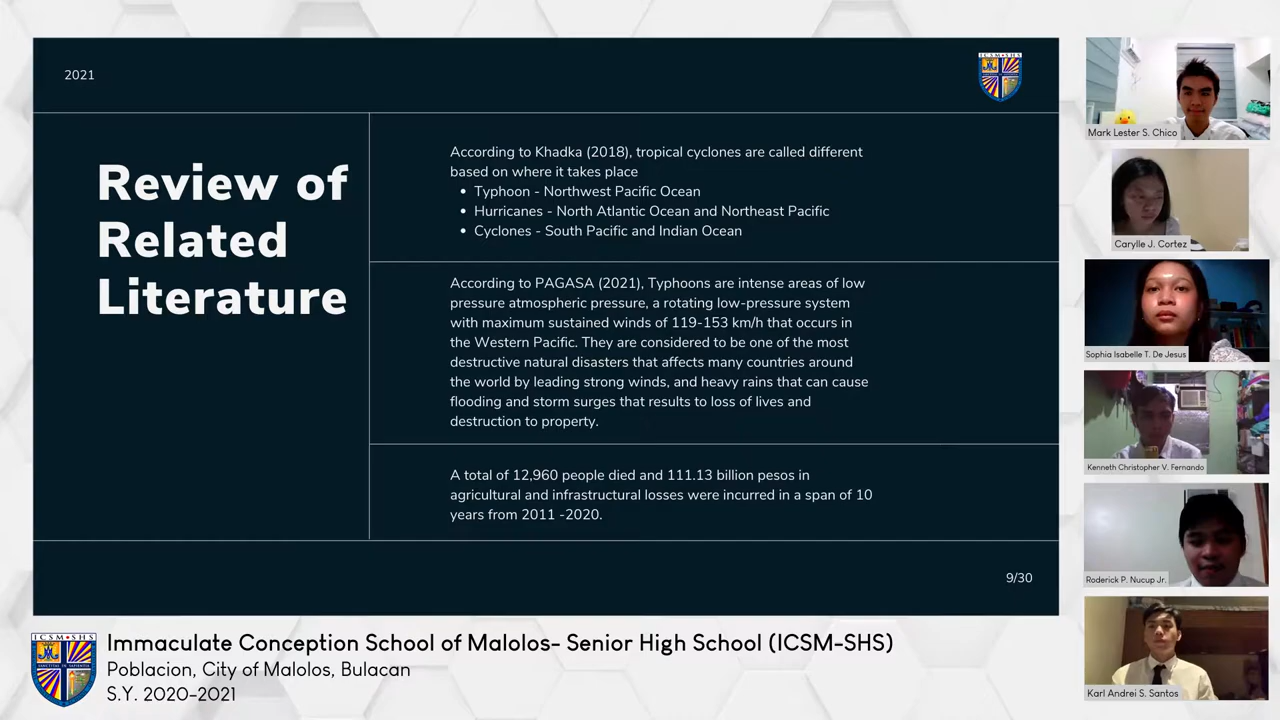 2021
ICSM•SHS
Review of
Related
Literature
According to Khadka (2018), tropical cyclones are called different
based on where it takes place
• Typhoon - Northwest Pacific Ocean
• Hurricanes - North Atlantic Ocean and Northeast Pacific
• Cyclones - South Pacific and Indian Ocean
According to PAGASA (2021), Typhoons are intense areas of low
pressure atmospheric pressure, a rotating low-pressure system
with maximum sustained winds of 119-153 km/h that occurs in
the Western Pacific. They are considered to be one of the most
destructive natural disasters that affects many countries around
the world by leading strong winds, and heavy rains that can cause
flooding and storm surges that results to loss of lives and
destruction to property.
A total of 12,960 people died and 111.13 billion pesos in
agricultural and infrastructural losses were incurred in a span of 10
years from 2011 -2020.
9/30
Mark Lester S. Chico
Carylle J. Cortez
Sophia Isabelle T. De Jesus
Kenneth Christopher V. Fernando
Roderick P. Nucup Jr.
Karl Andrei S. Santos
ICSM•SHS
Immaculate Conception School of Malolos- Senior High School (ICSM-SHS)
Poblacion, City of Malolos, Bulacan
S.Y. 2020-2021